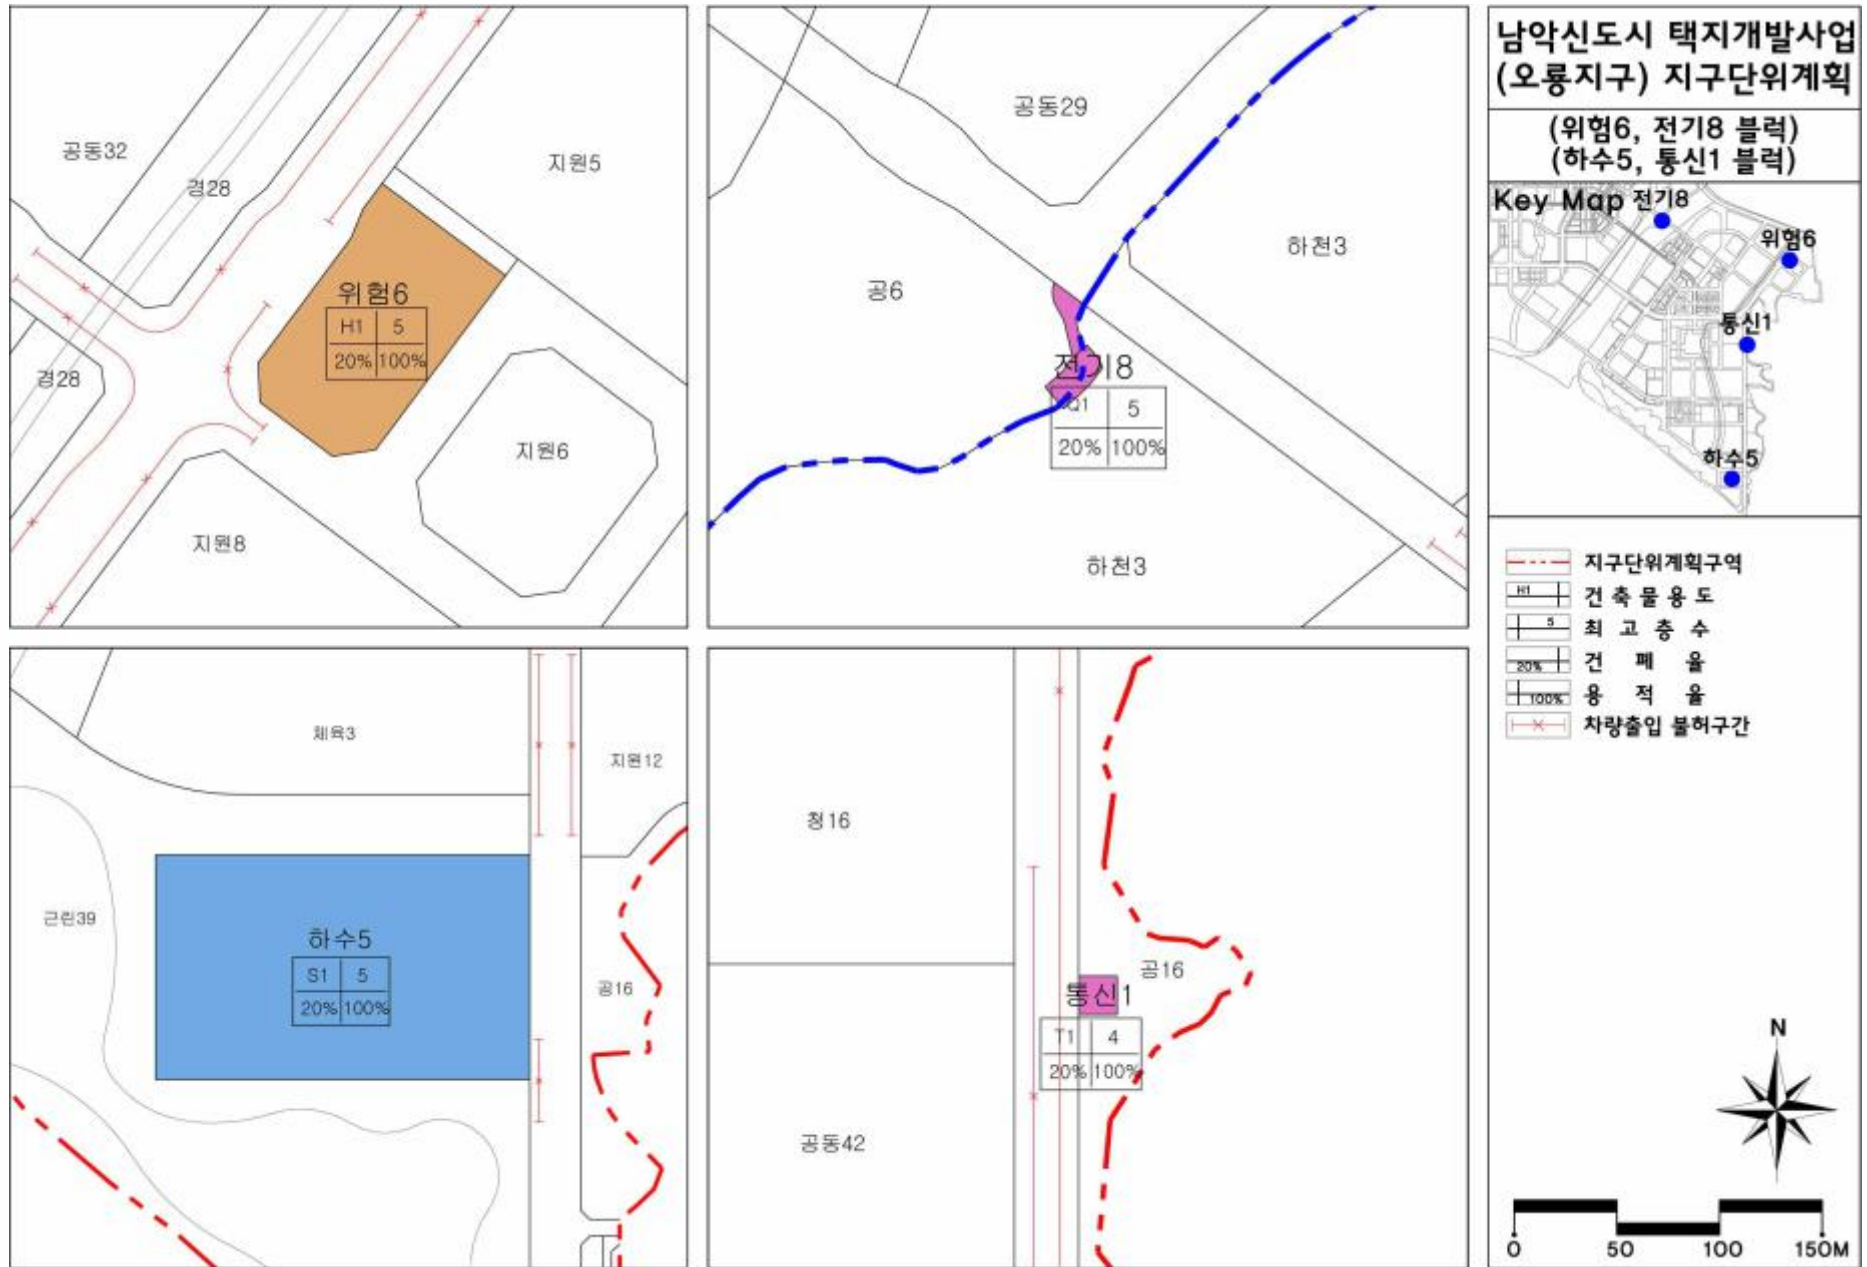 공동32
경28
지원5
위험6
H1 5
20% 100%
경28
지원6
지원8
공동29
하천3
공6
전기8
Q1 5
20% 100%
하천3
체육3
지원12
근린39
하수5
S1 5
20% 100%
공16
청16
공16
통신1
T1 4
20% 100%
공동42
남악신도시 택지개발사업
(오룡지구) 지구단위계획
(위험6, 전기8 블럭)
(하수5, 통신1 블럭)
Key Map 전기8
위험6
통신1
하수5
지구단위계획구역
H1 건 축 물 용 도
5 최 고 층 수
20% 건 폐 율
100% 용 적 율
차량출입 불허구간
N
0 50 100 150M